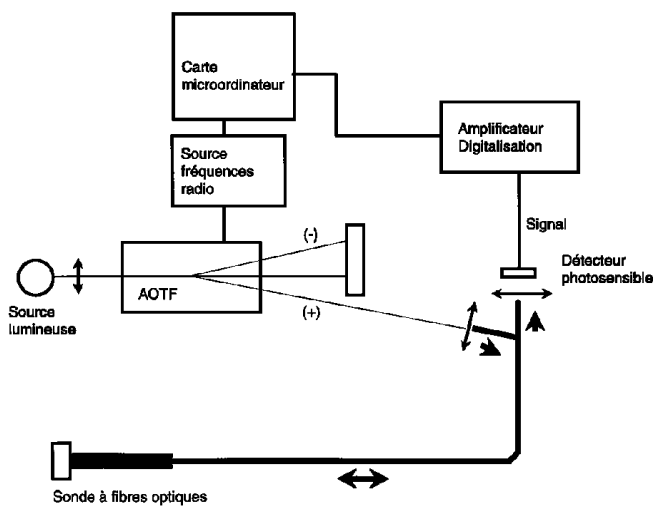 Carte
microordinateur
Amplificateur
Digitalisation
Source
fréquences
radio
Signal
(-)
Détecteur
photosensible
AOTF
Source
lumineuse
(+)
Sonde à fibres optiques